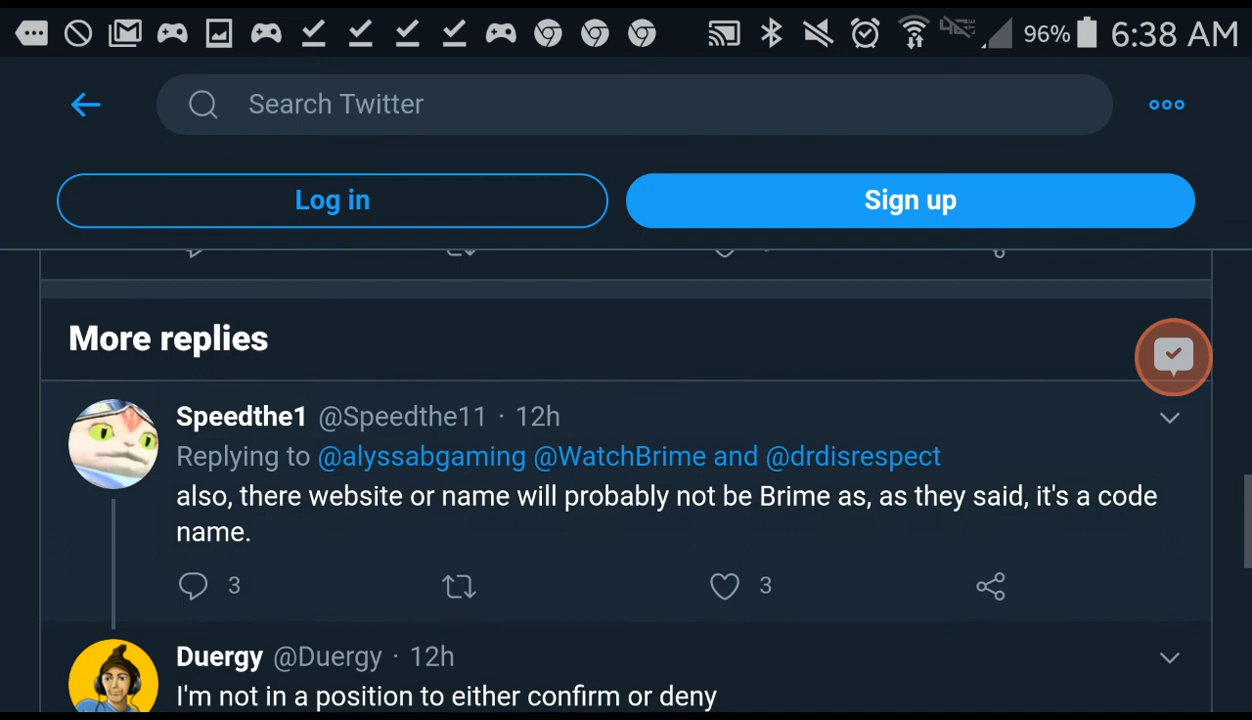 96% 6:38 AM
Search Twitter
Log in
Sign up
More replies
Speedthe1 @Speedthe11 · 12h
Replying to @alyssabgaming @WatchBrime and @drdisrespect
also, there website or name will probably not be Brime as, as they said, it's a code
name.
3 3
Duergy @Duergy · 12h
I'm not in a position to either confirm or deny